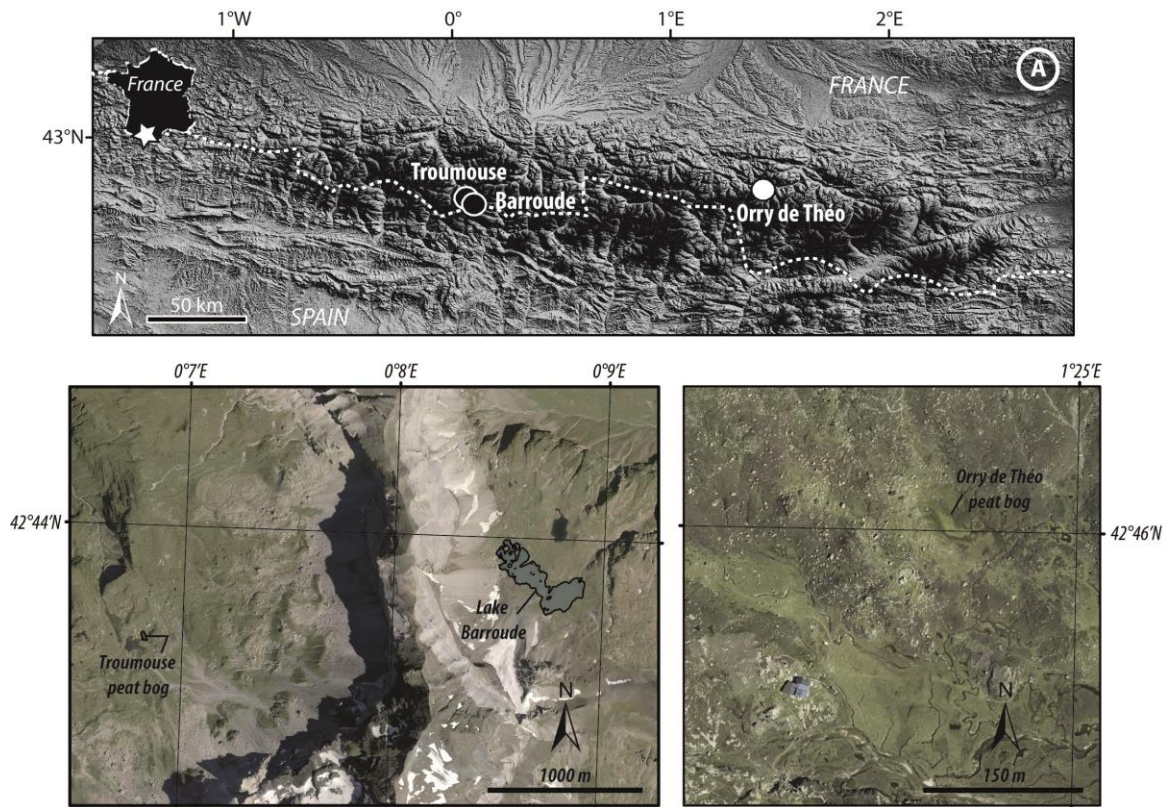 1°W
0°
1°E
2°E
France
FRANCE
A
43°N
Troumouse
Barroude
Orry de Théo
N
50 km
SPAIN
0°7'E
0°8'E
0°9'E
1°25'E
Orry de Théo
peat bog
42°44'N
42°46'N
Lake
Barroude
Troumouse
peat bog
N
1000 m
N
150 m